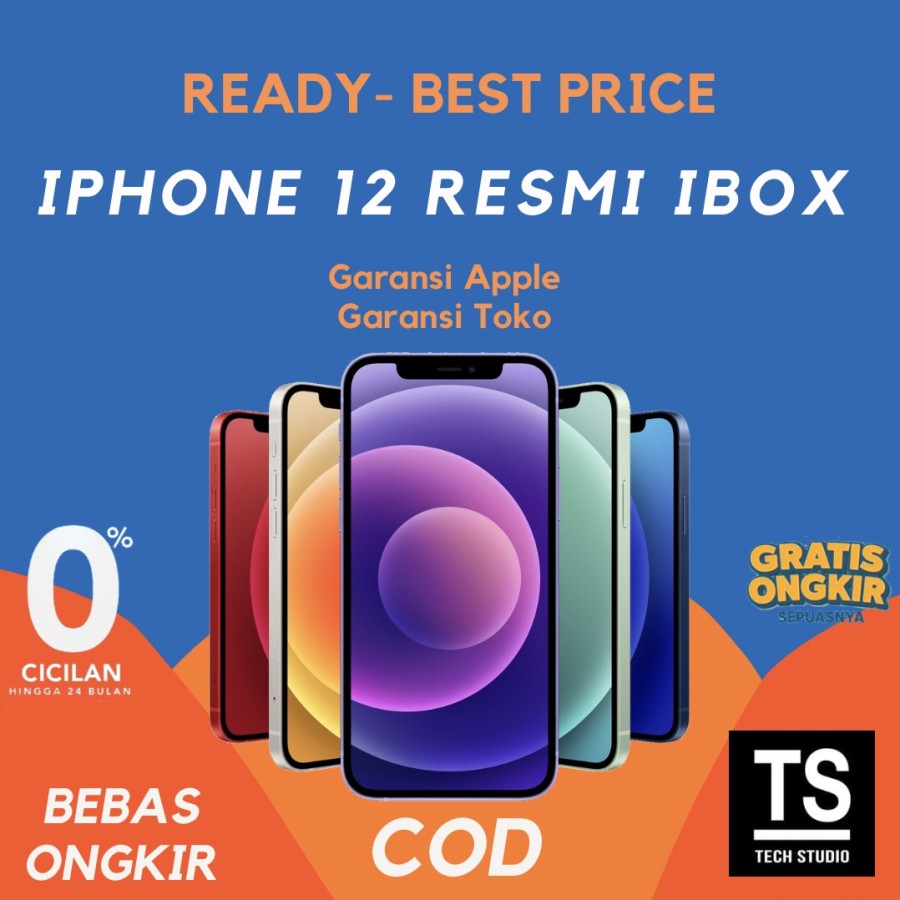 READY- BEST PRICE
IPHONE 12 RESMI IBOX
Garansi Apple
Garansi Toko
0%
CICILAN
HINGGA 24 BULAN
GRATIS
ONGKIR
SEPUASNYA
BEBAS
ONGKIR
COD
TS
TECH STUDIO